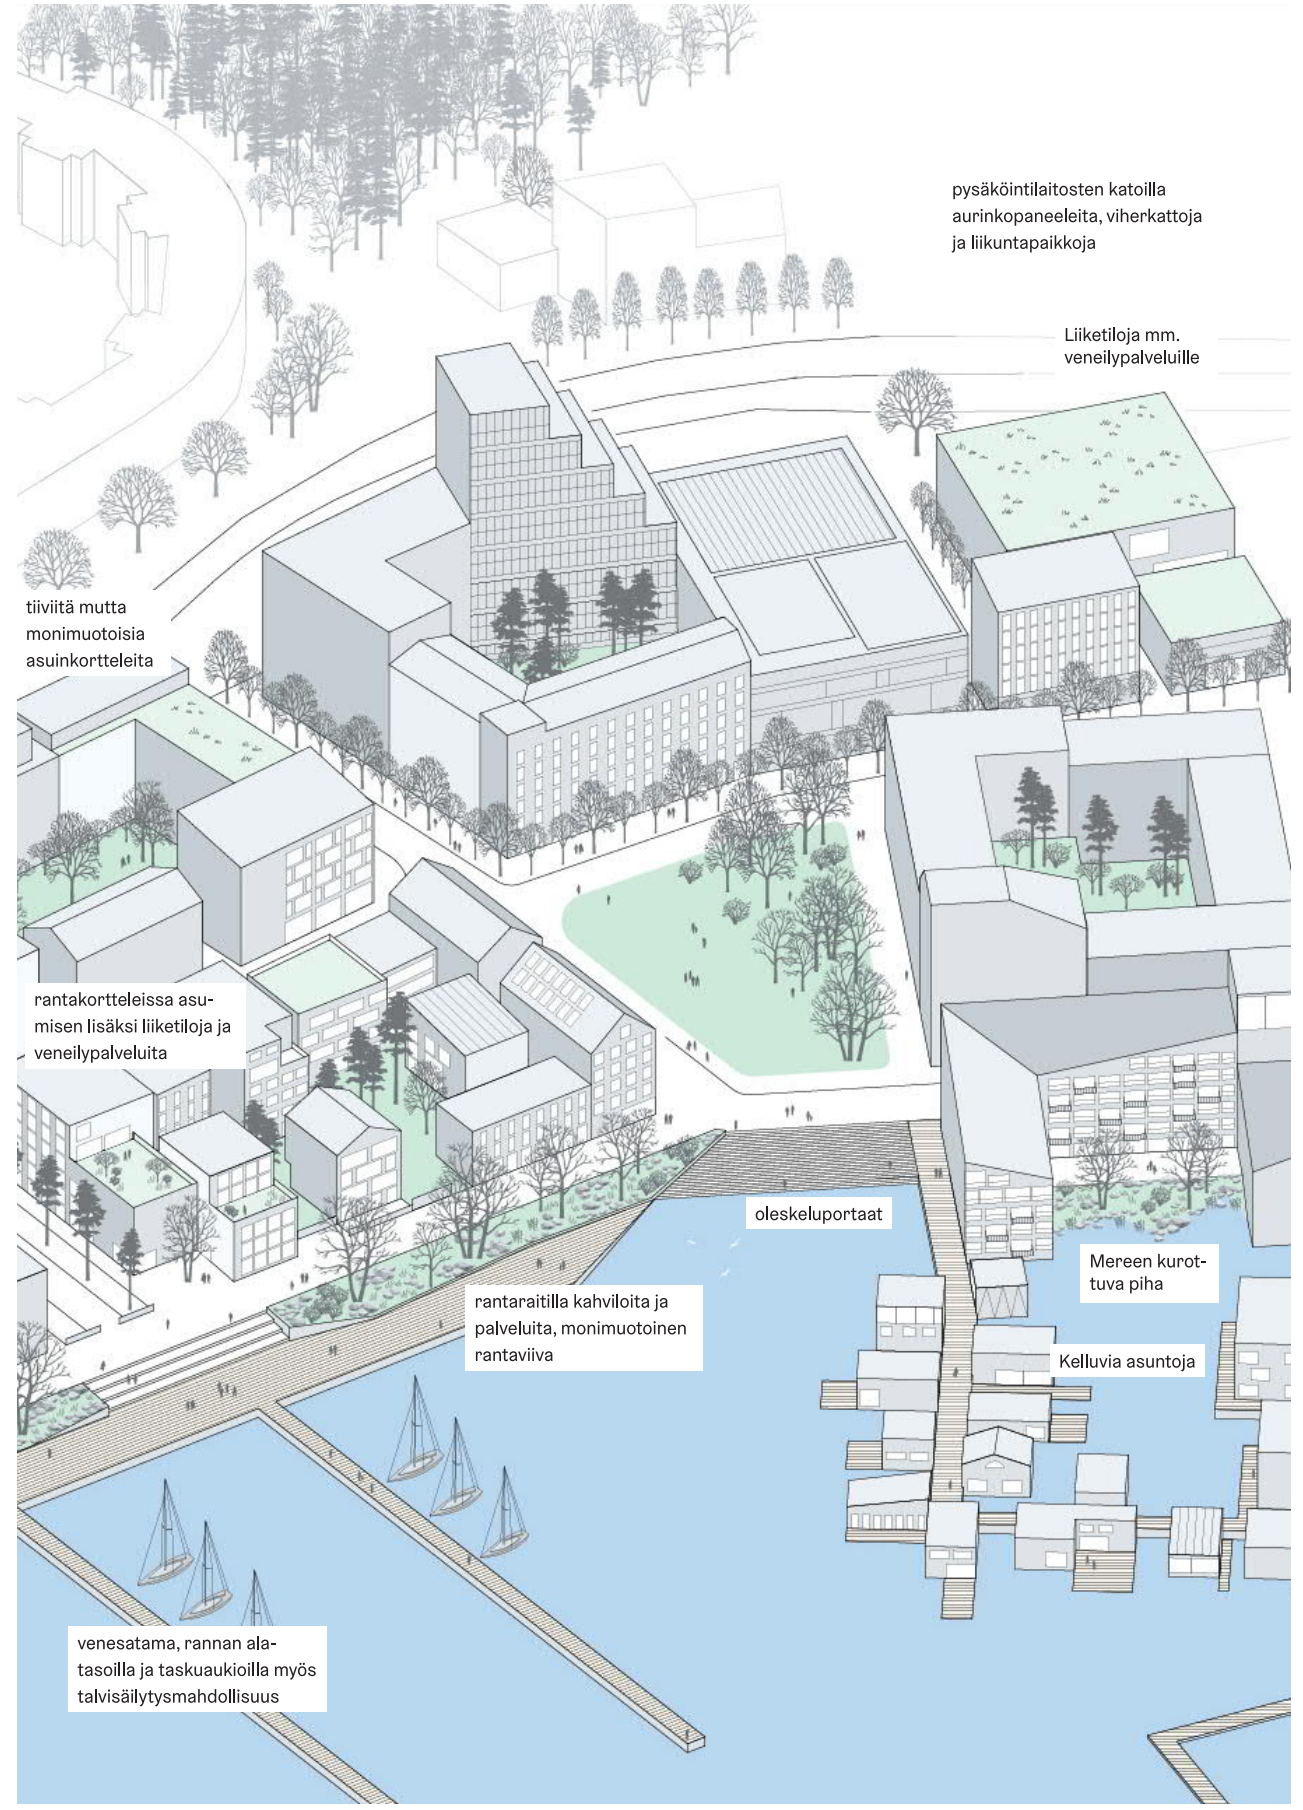 pysäköintilaitosten katoilla
aurinkopaneeleita, viherkattoja
ja liikuntapaikkoja
Liiketiloja mm.
veneilypalveluille
tiiviitä mutta
monimuotoisia
asuinkortteleita
rantakortteleissa asu-
misen lisäksi liiketiloja ja
veneilypalveluita
oleskeluportaat
Mereen kurot-
tuva piha
rantaraitilla kahviloita ja
palveluita, monimuotoinen
rantaviiva
Kelluvia asuntoja
venesatama, rannan ala-
tasoilla ja taskuaukioilla myös
talvisäilytysmahdollisuus